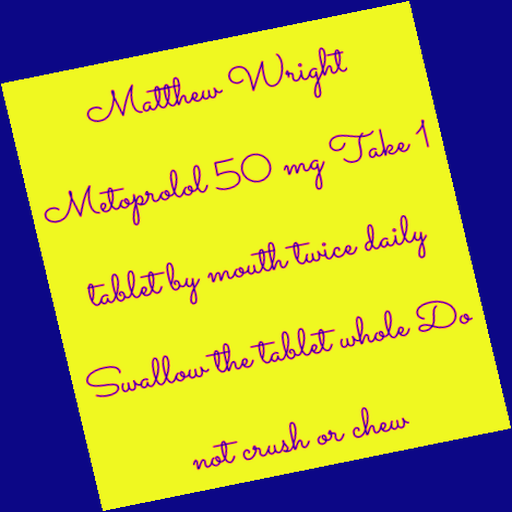 Matthew Wright
Metoprolol 50 mg Take 1
tablet by mouth twice daily
Swallow the tablet whole Do
not crush or chew